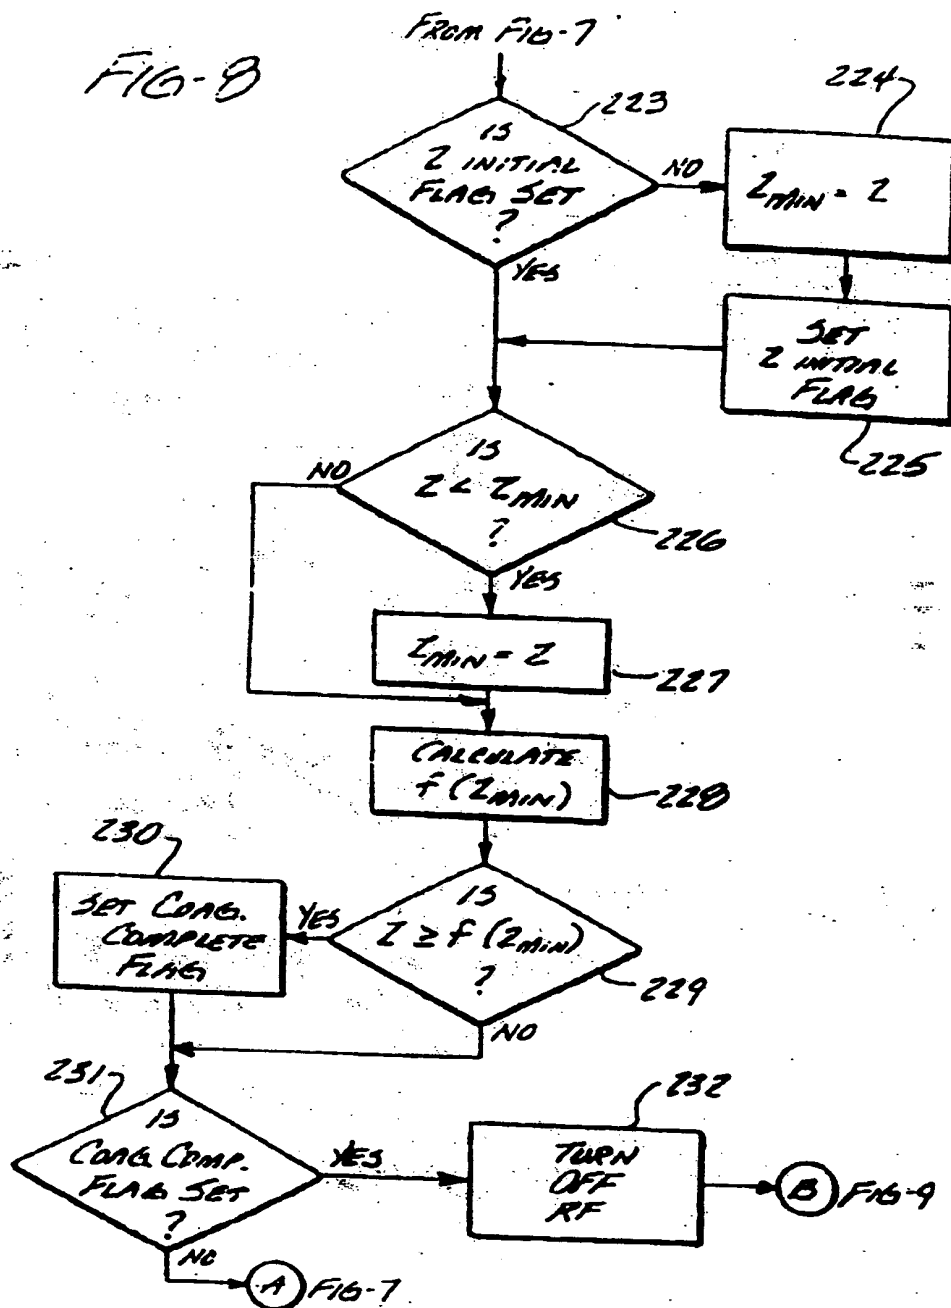 FIG-8
FROM FIG-7
223
IS
Z INITIAL
FLAG SET
?
NO
YES
224
ZMIN = Z
SET
Z INITIAL
FLAG
225
IS
Z < ZMIN
?
NO
YES
226
ZMIN = Z
227
CALCULATE
f (ZMIN)
228
IS
Z ≥ f (ZMIN)
?
YES
NO
229
230
SET COAG.
COMPLETE
FLAG
231
IS
COAG. COMP.
FLAG SET
?
YES
NO
232
TURN
OFF
RF
B FIG-9
A FIG-7